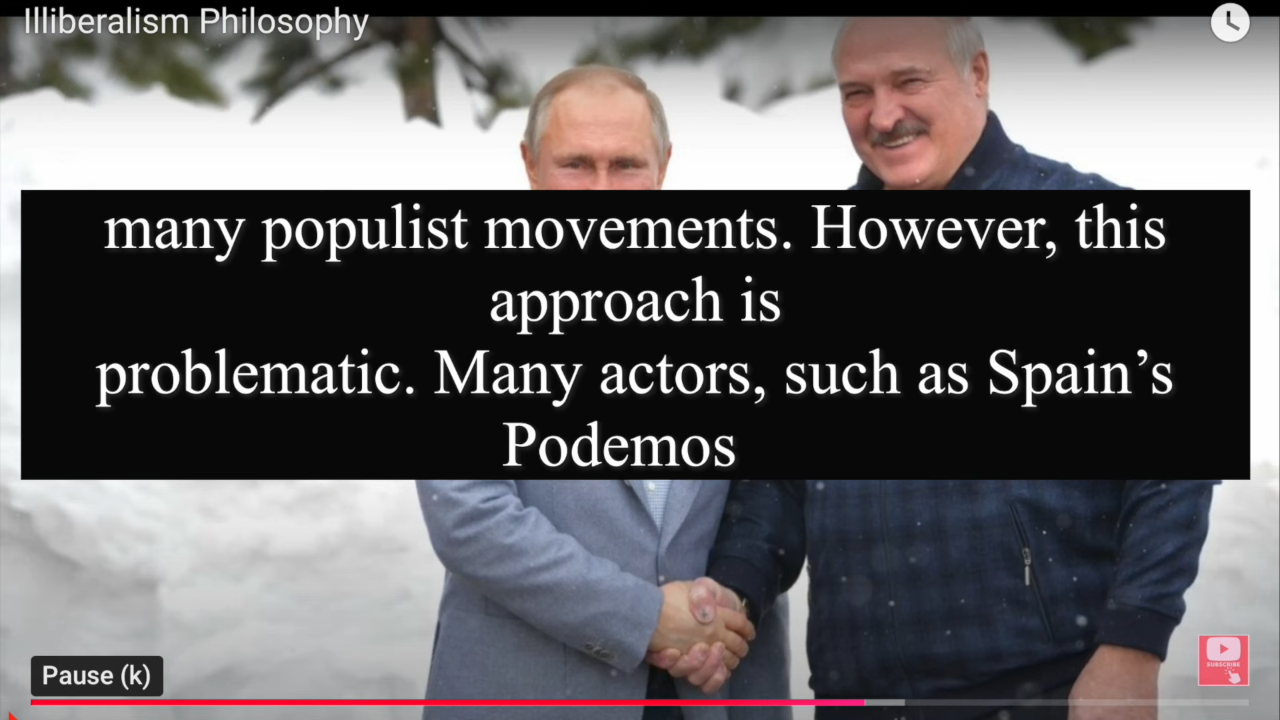 Illiberalism Philosophy
many populist movements. However, this
approach is
problematic. Many actors, such as Spain’s
Podemos
Pause (k)
SUBSCRIBE